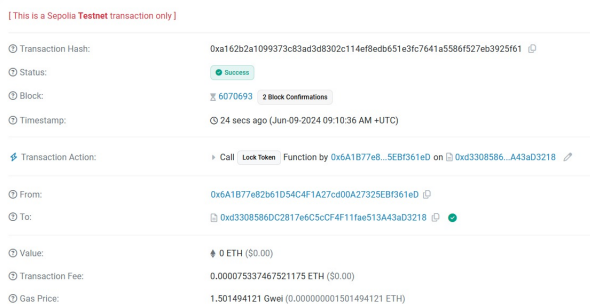 [ This is a Sepolia Testnet transaction only ]
Transaction Hash: 0xa162b2a1099373c83ad3d8302c114ef8edb651e3fc7641a5586f527eb3925f61
Status: Success
Block: 6070693 2 Block Confirmations
Timestamp: 24 secs ago (Jun-09-2024 09:10:36 AM +UTC)
Transaction Action: Call Lock Token Function by 0x6A1B77e8...5EBf361eD on 0xd3308586...A43aD3218
From: 0x6A1B77e82b61D54C4F1A27cd00A27325EBf361eD
To: 0xd3308586DC2817e6C5cCF4F11fae513A43aD3218
Value: 0 ETH ($0.00)
Transaction Fee: 0.000075337467521175 ETH ($0.00)
Gas Price: 1.501494121 Gwei (0.000000001501494121 ETH)